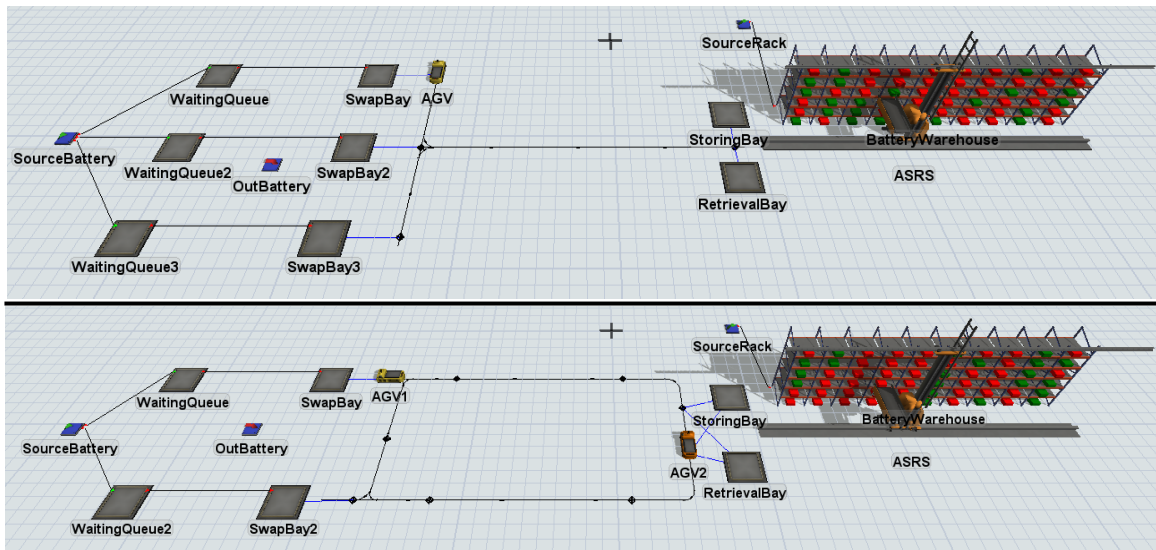 SourceRack
WaitingQueue
SwapBay
AGV
StoringBay
BatteryWarehouse
SourceBattery
WaitingQueue2
SwapBay2
OutBattery
ASRS
RetrievalBay
WaitingQueue3
SwapBay3
SourceRack
WaitingQueue
SwapBay
AGV1
StoringBay
BatteryWarehouse
SourceBattery
OutBattery
AGV2
ASRS
RetrievalBay
WaitingQueue2
SwapBay2